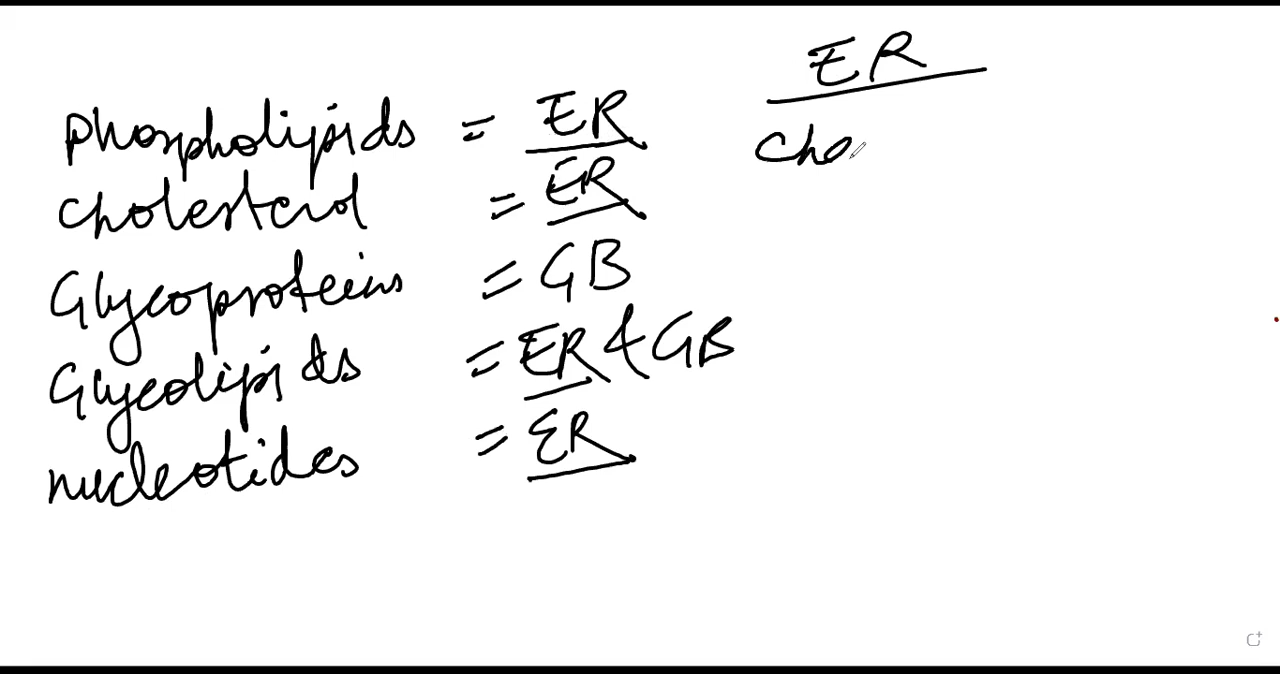 Phospholipids = ER
Cholesterol = ER
Glycoproteins = GB
Glycolipids = ER & GB
nucleotides = ER
ER
Cho